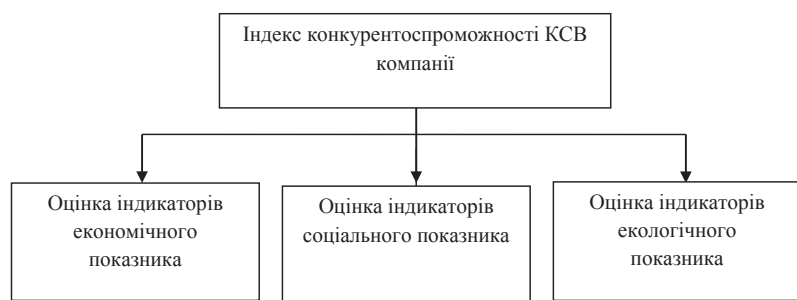 Індекс конкурентоспроможності КСВ
компанії
Оцінка індикаторів
економічного
показника
Оцінка індикаторів
соціального показника
Оцінка індикаторів
екологічного
показника